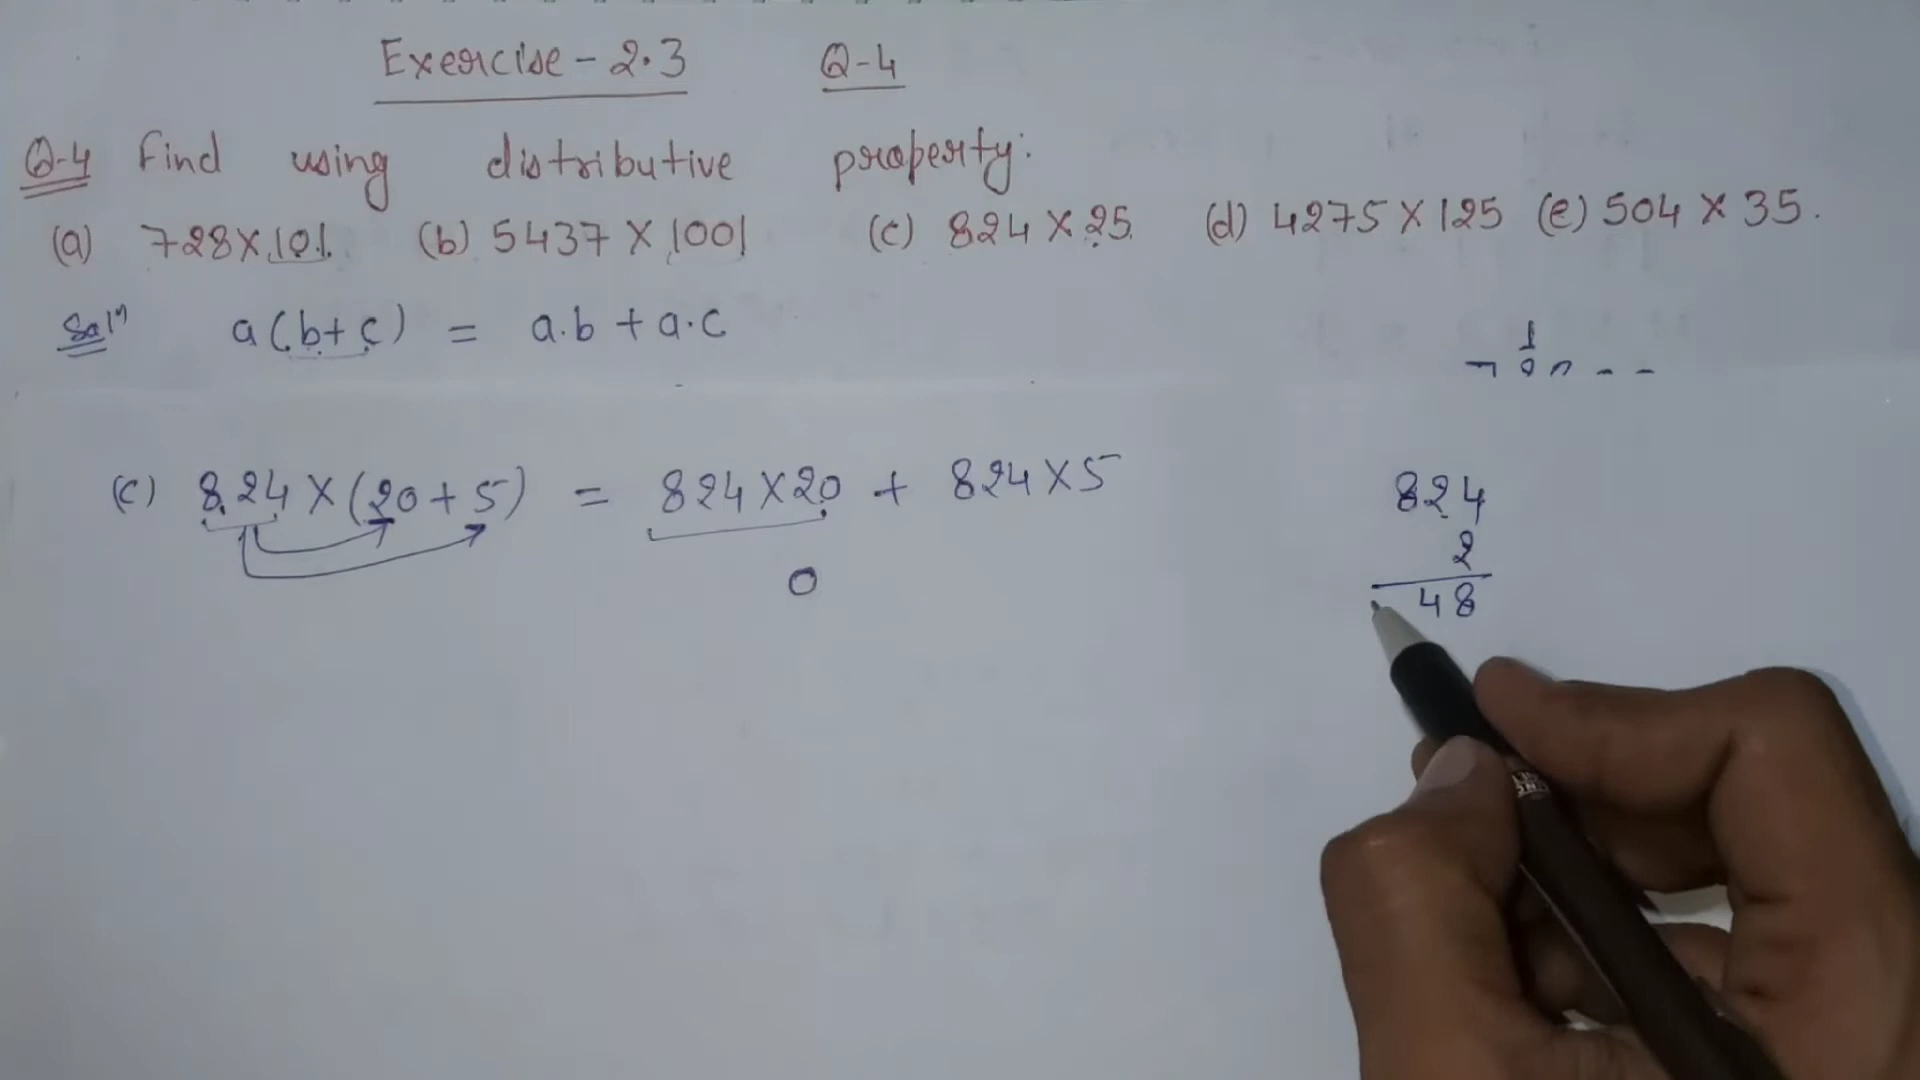 Exercise - 2.3 Q-4
Q-4 Find using distributive property:
(a) 728 × 101 (b) 5437 × 1001 (c) 824 × 25 (d) 4275 × 125 (e) 504 × 35.
Solⁿ a(b+c) = a.b + a.c
(c) 824 × (20 + 5) = 824 × 20 + 824 × 5
0
824
2
48